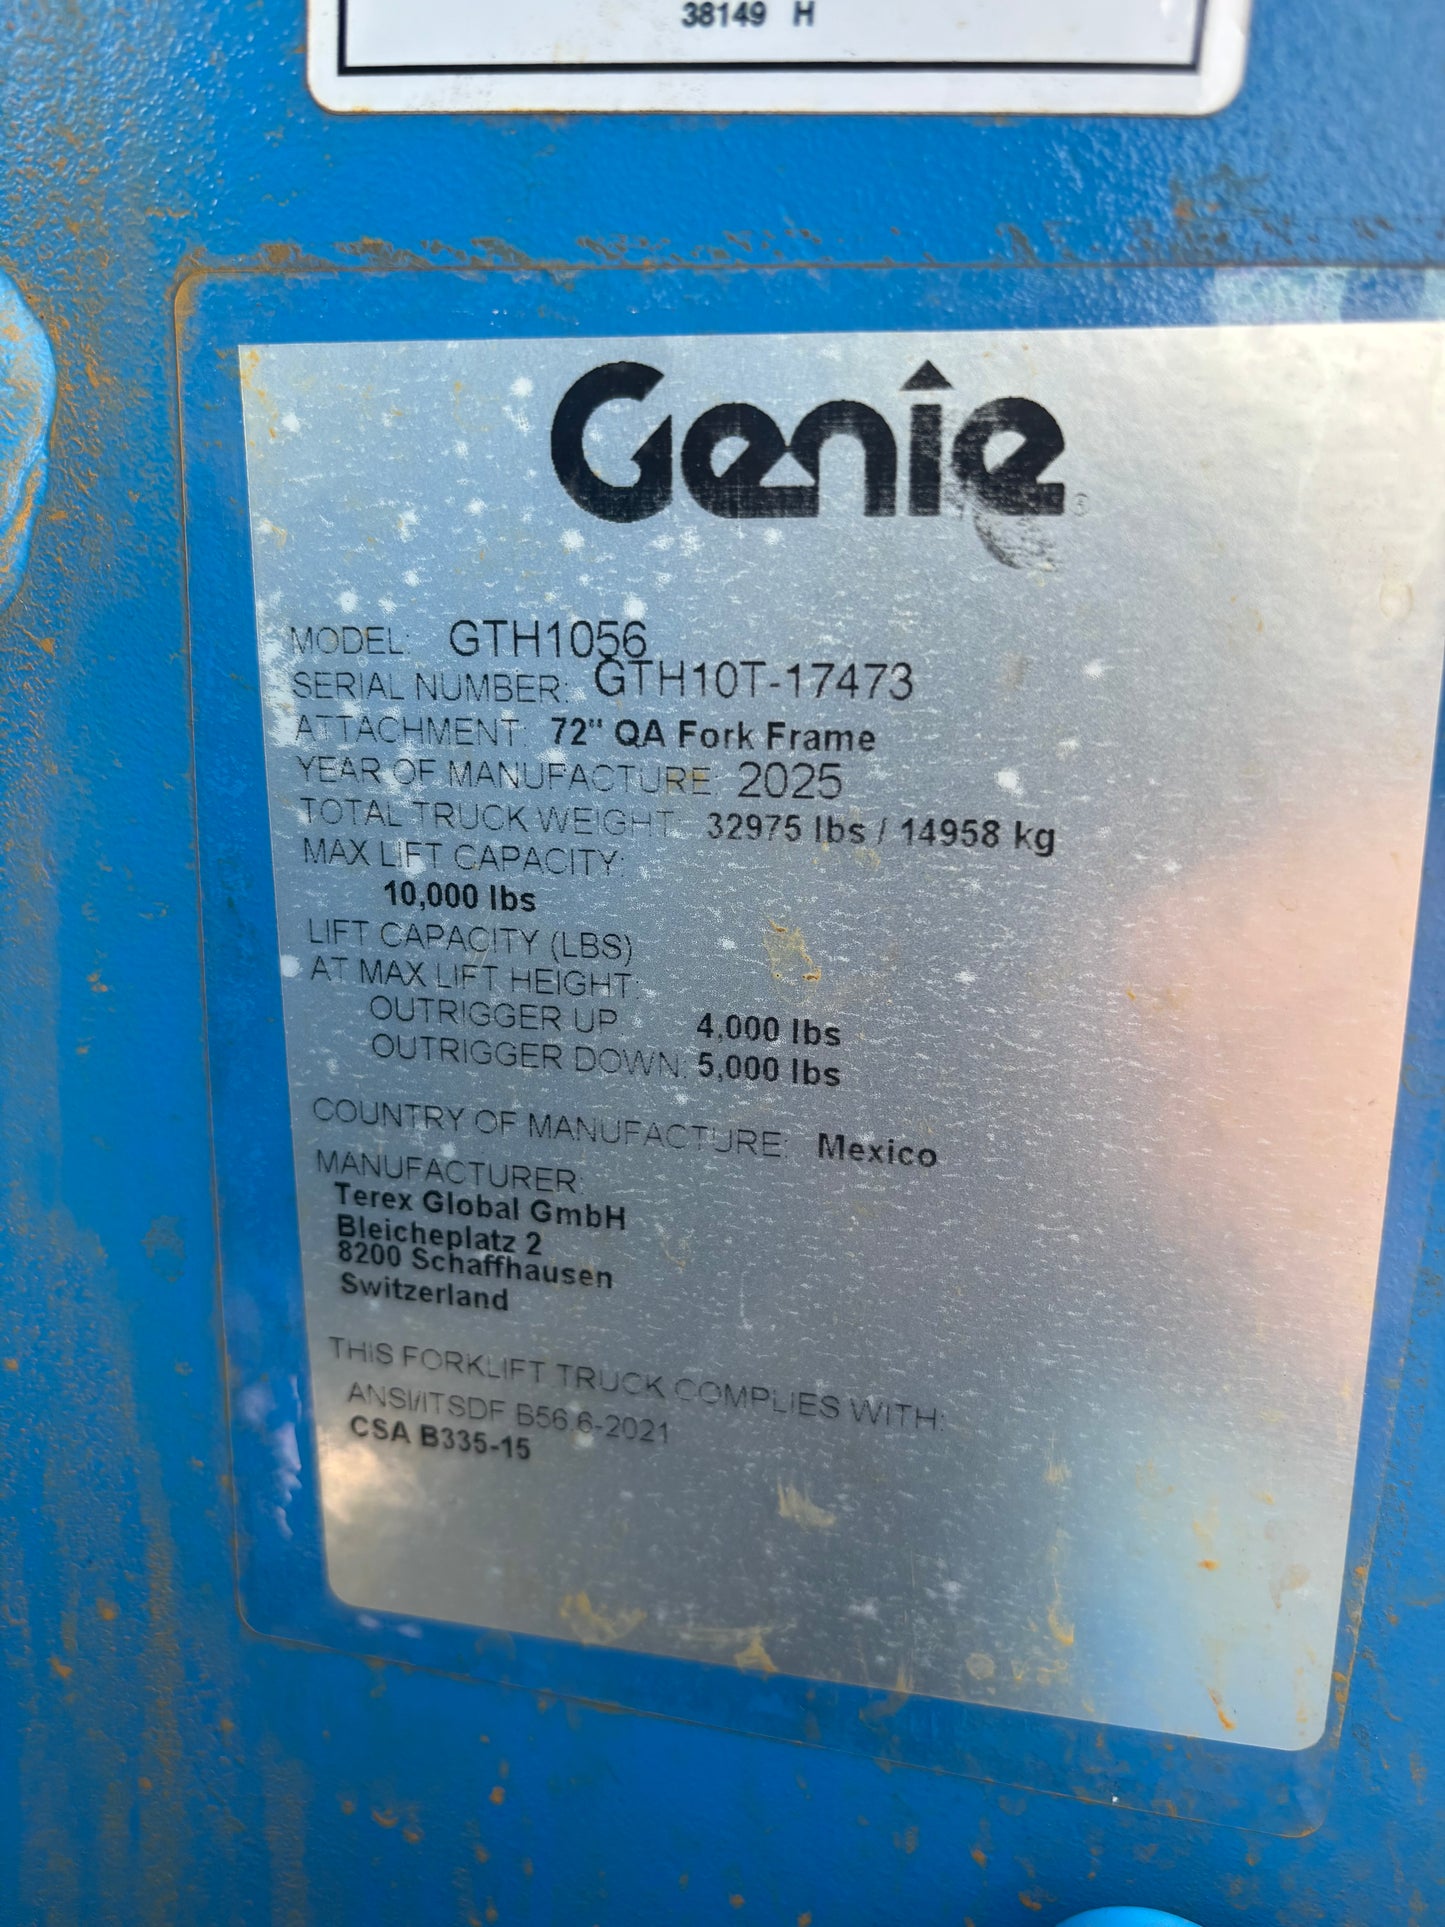 38149 H
Genie
MODEL: GTH1056
SERIAL NUMBER: GTH10T-17473
ATTACHMENT: 72" QA Fork Frame
YEAR OF MANUFACTURE: 2025
TOTAL TRUCK WEIGHT: 32975 lbs / 14958 kg
MAX LIFT CAPACITY:
10,000 lbs
LIFT CAPACITY (LBS)
AT MAX LIFT HEIGHT:
OUTRIGGER UP: 4,000 lbs
OUTRIGGER DOWN: 5,000 lbs
COUNTRY OF MANUFACTURE: Mexico
MANUFACTURER:
Terex Global GmbH
Bleicheplatz 2
8200 Schaffhausen
Switzerland
THIS FORKLIFT TRUCK COMPLIES WITH:
ANSI/ITSDF B56.6-2021
CSA B335-15